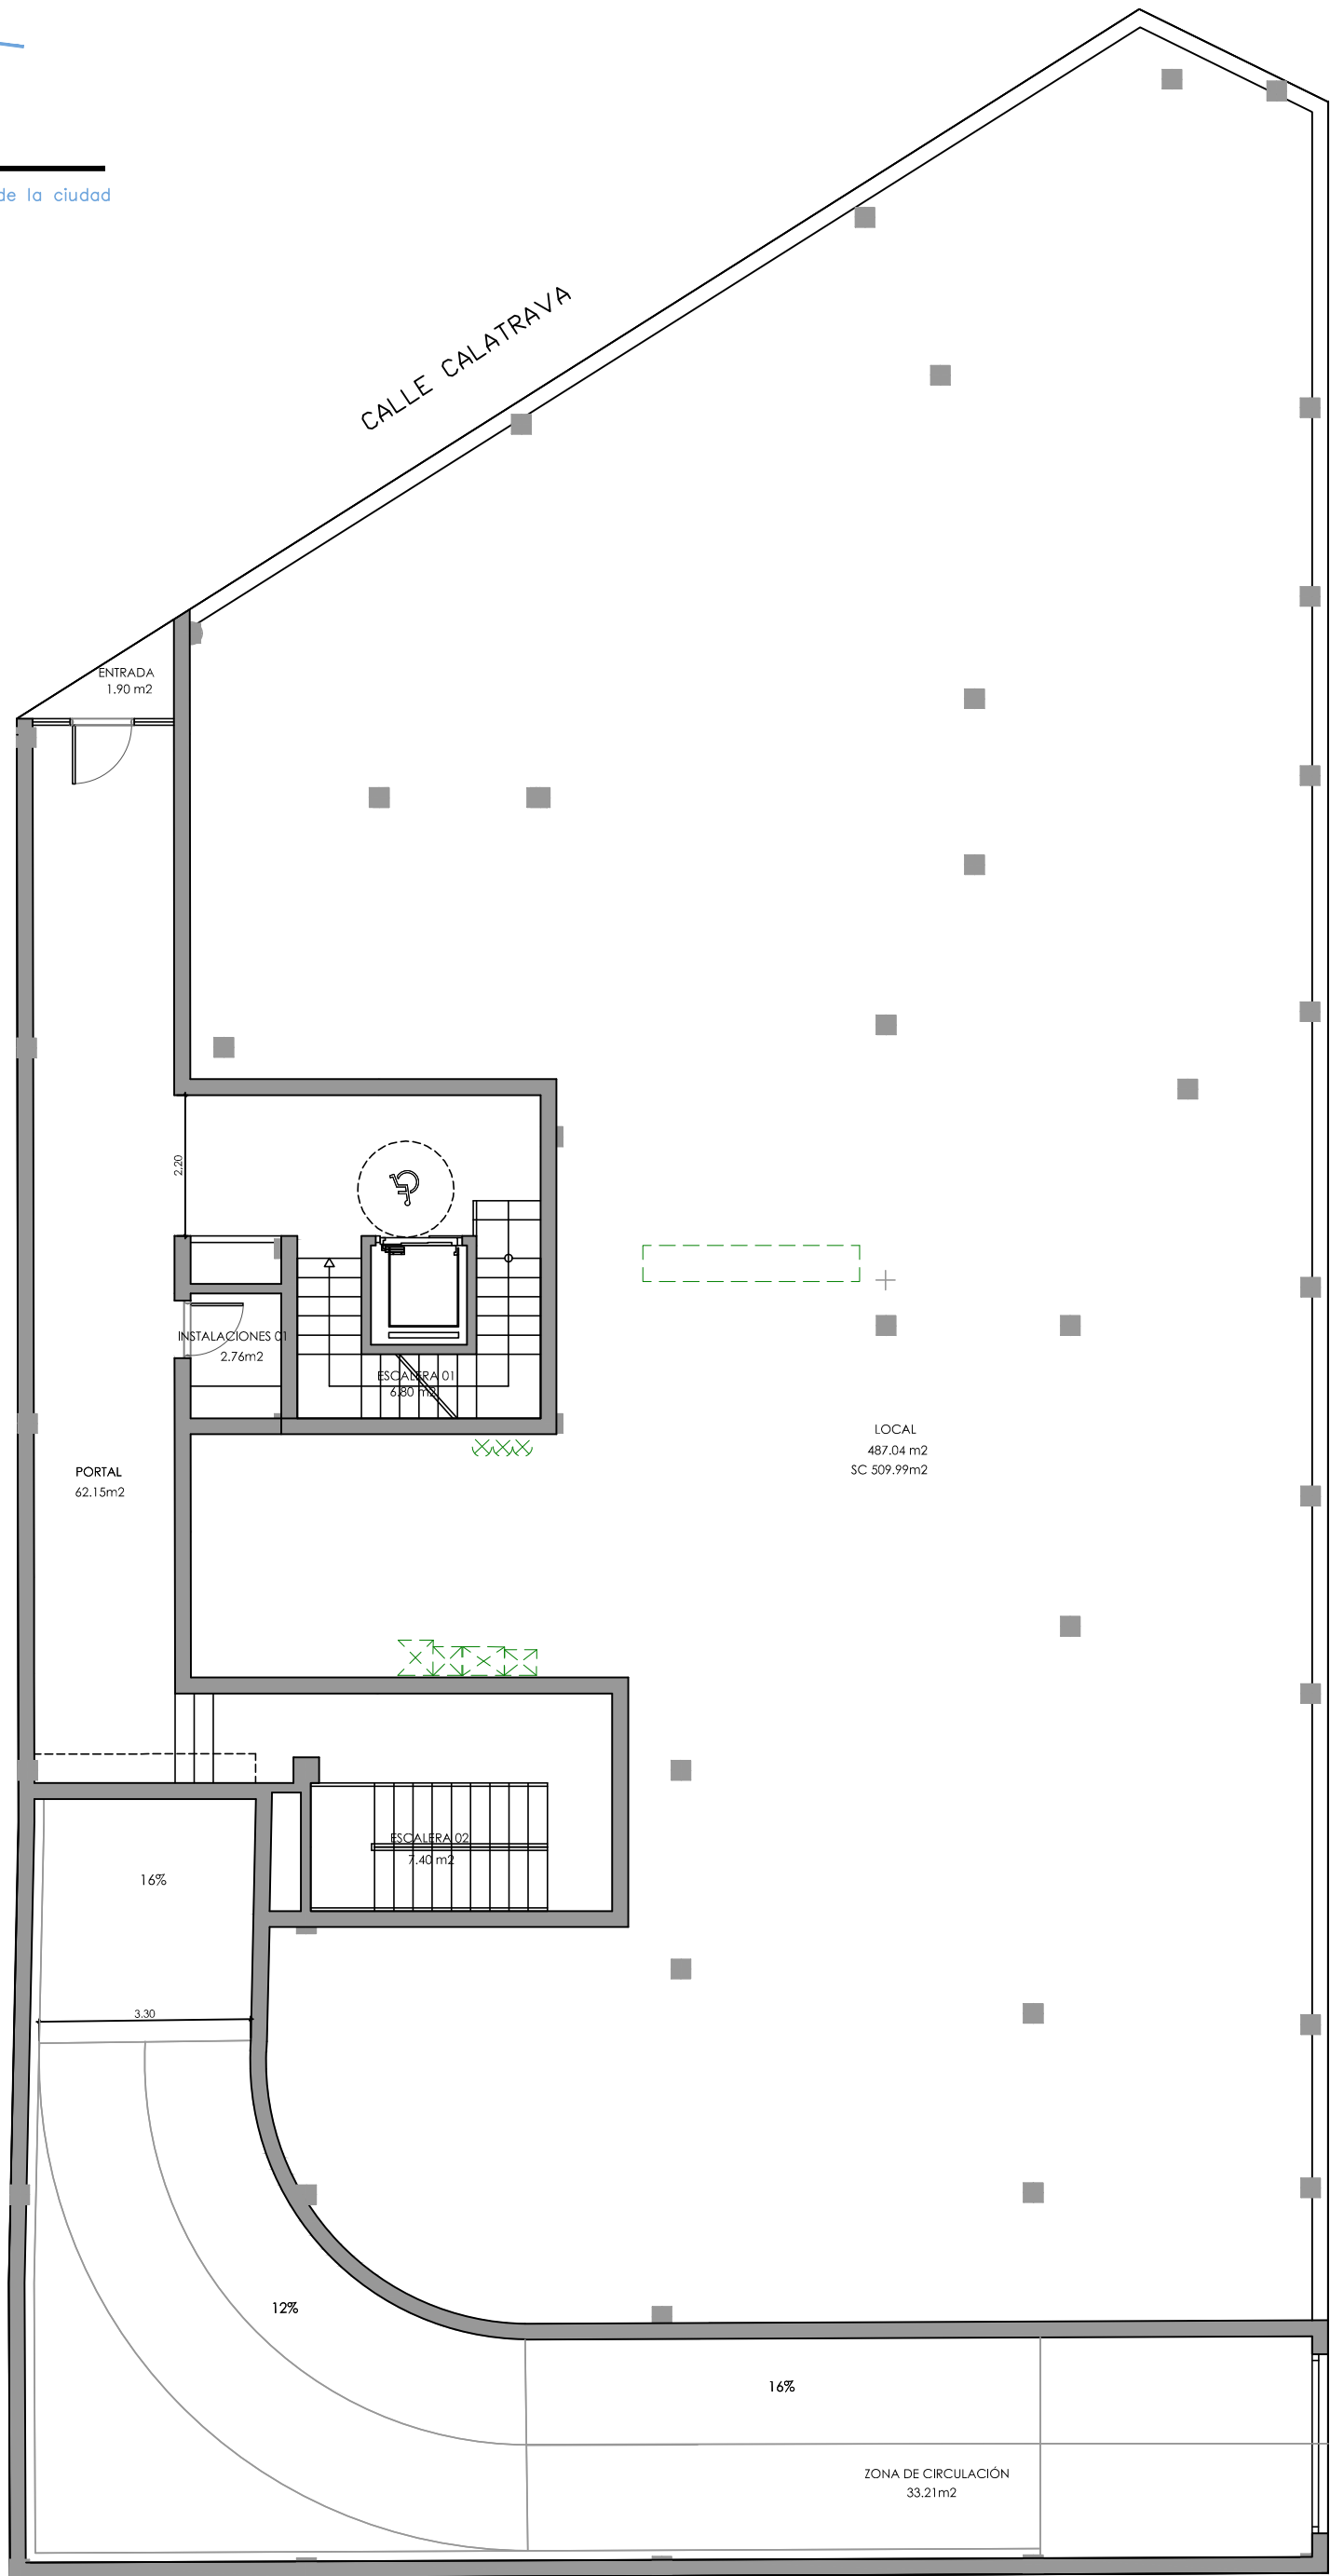 de la ciudad
CALLE CALATRAVA
ENTRADA
1.90 m2
2.20
INSTALACIONES 01
2.76m2
ESCALERA 01
6.80 m2
LOCAL
487.04 m2
SC 509.99m2
PORTAL
62.15m2
ESCALERA 02
7.40 m2
16%
3.30
12%
16%
ZONA DE CIRCULACIÓN
33.21m2